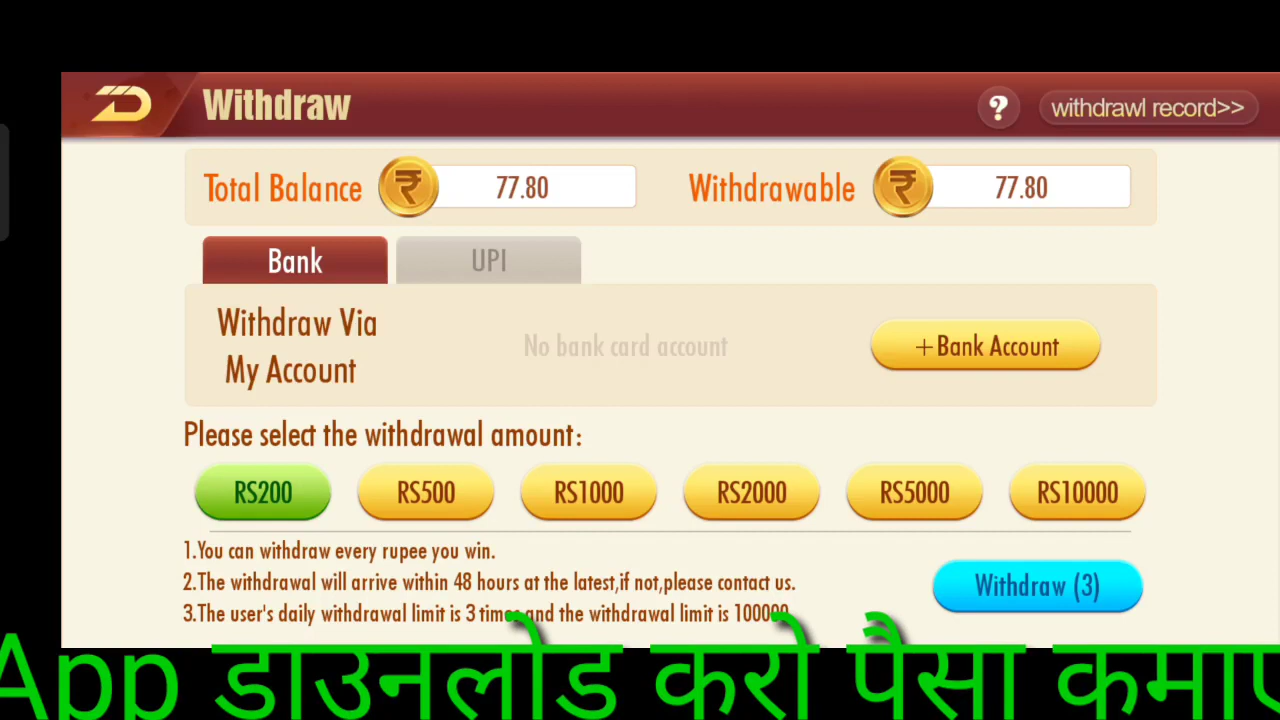 Withdraw
?
withdrawl record>>
Total Balance 77.80 Withdrawable 77.80
Bank UPI
Withdraw Via
My Account
No bank card account
+Bank Account
Please select the withdrawal amount:
RS200 RS500 RS1000 RS2000 RS5000 RS10000
1.You can withdraw every rupee you win.
2.The withdrawal will arrive within 48 hours at the latest,if not,please contact us.
3.The user's daily withdrawal limit is 3 times and the withdrawal limit is 100000
Withdraw (3)
App डाउनलोड करो पैसा कमाए